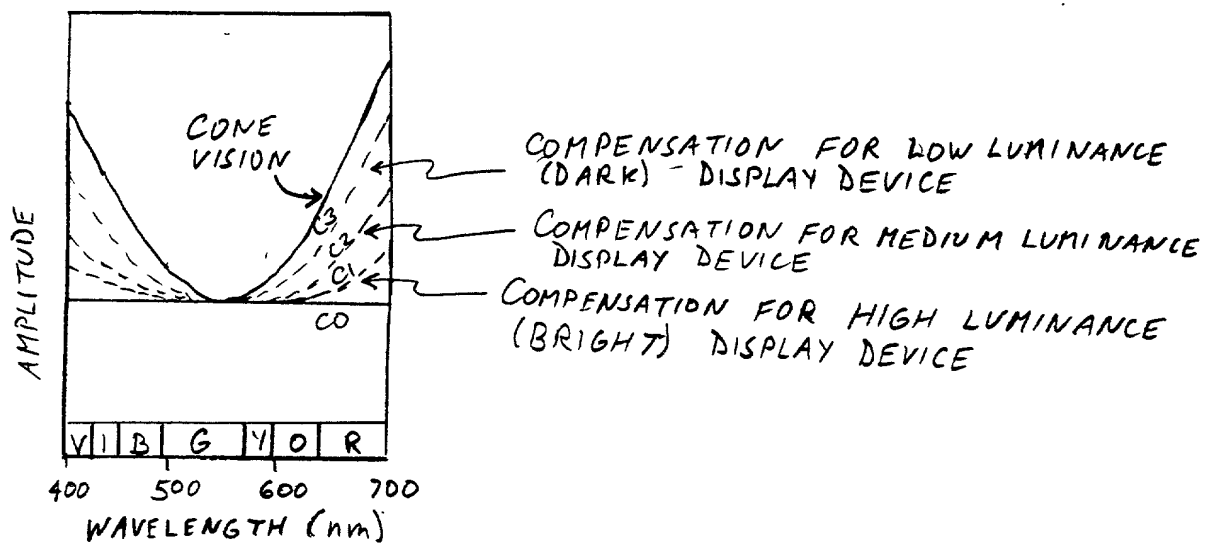 CONE
VISION
C3
C2
C1
CO
COMPENSATION FOR LOW LUMINANCE
(DARK) - DISPLAY DEVICE
COMPENSATION FOR MEDIUM LUMINANCE
DISPLAY DEVICE
COMPENSATION FOR HIGH LUMINANCE
(BRIGHT) DISPLAY DEVICE
AMPLITUDE
V I B G Y O R
400 500 600 700
WAVELENGTH (nm)